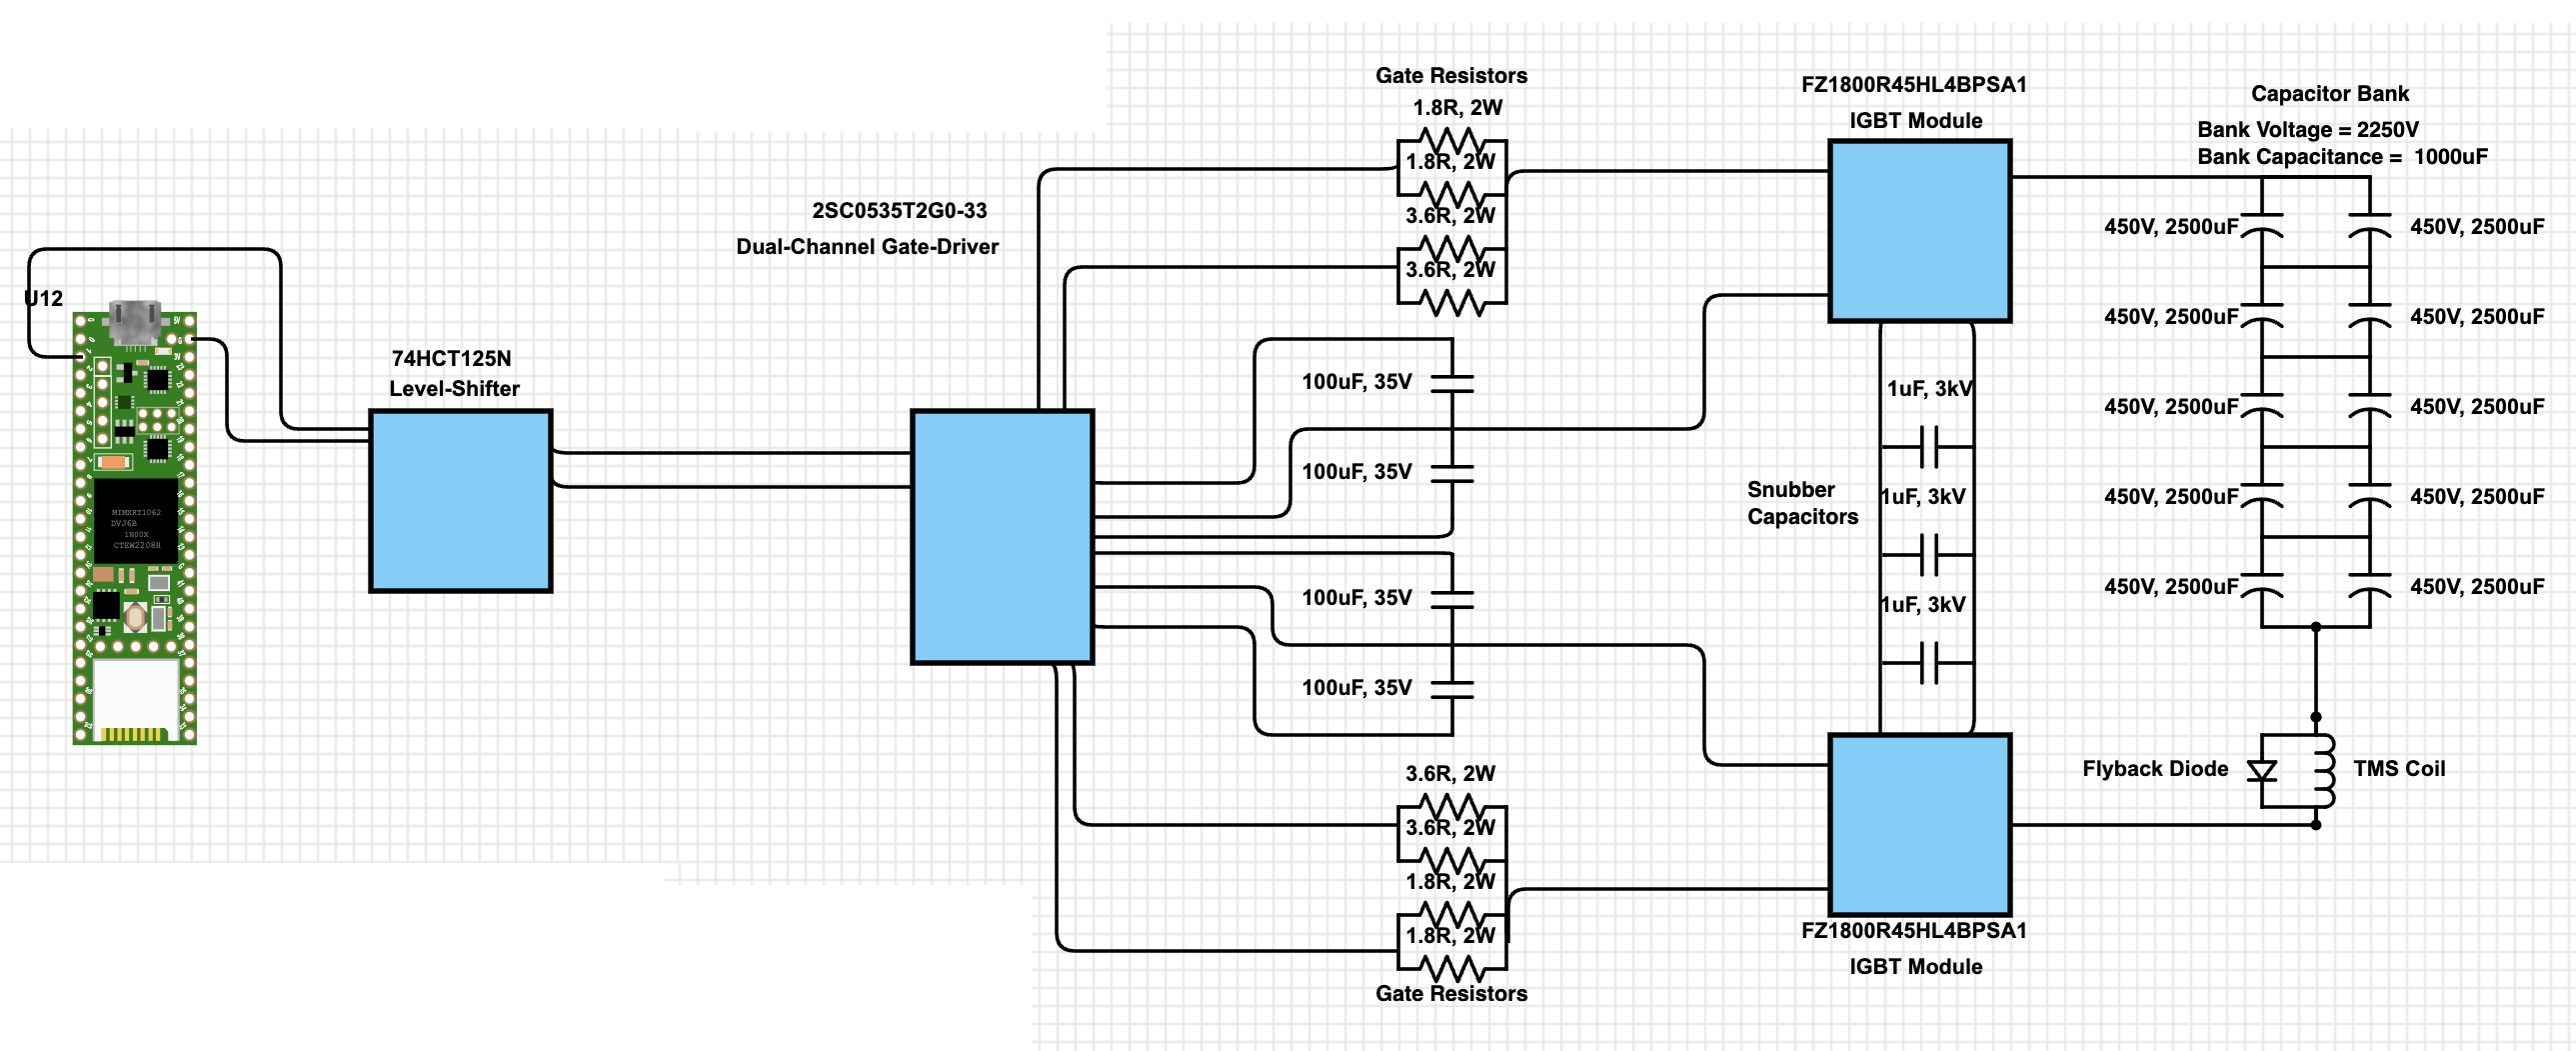 Gate Resistors
1.8R, 2W
1.8R, 2W
3.6R, 2W
3.6R, 2W
FZ1800R45HL4BPSA1
IGBT Module
Capacitor Bank
Bank Voltage = 2250V
Bank Capacitance = 1000uF
450V, 2500uF
450V, 2500uF
450V, 2500uF
450V, 2500uF
450V, 2500uF
450V, 2500uF
450V, 2500uF
450V, 2500uF
450V, 2500uF
450V, 2500uF
2SC0535T2G0-33
Dual-Channel Gate-Driver
U12
74HCT125N
Level-Shifter
MIMXRT1062
DVJ6B
1N00X
CTEW2208H
100uF, 35V
100uF, 35V
100uF, 35V
100uF, 35V
1uF, 3kV
1uF, 3kV
1uF, 3kV
Snubber
Capacitors
Flyback Diode
TMS Coil
3.6R, 2W
3.6R, 2W
1.8R, 2W
1.8R, 2W
Gate Resistors
FZ1800R45HL4BPSA1
IGBT Module